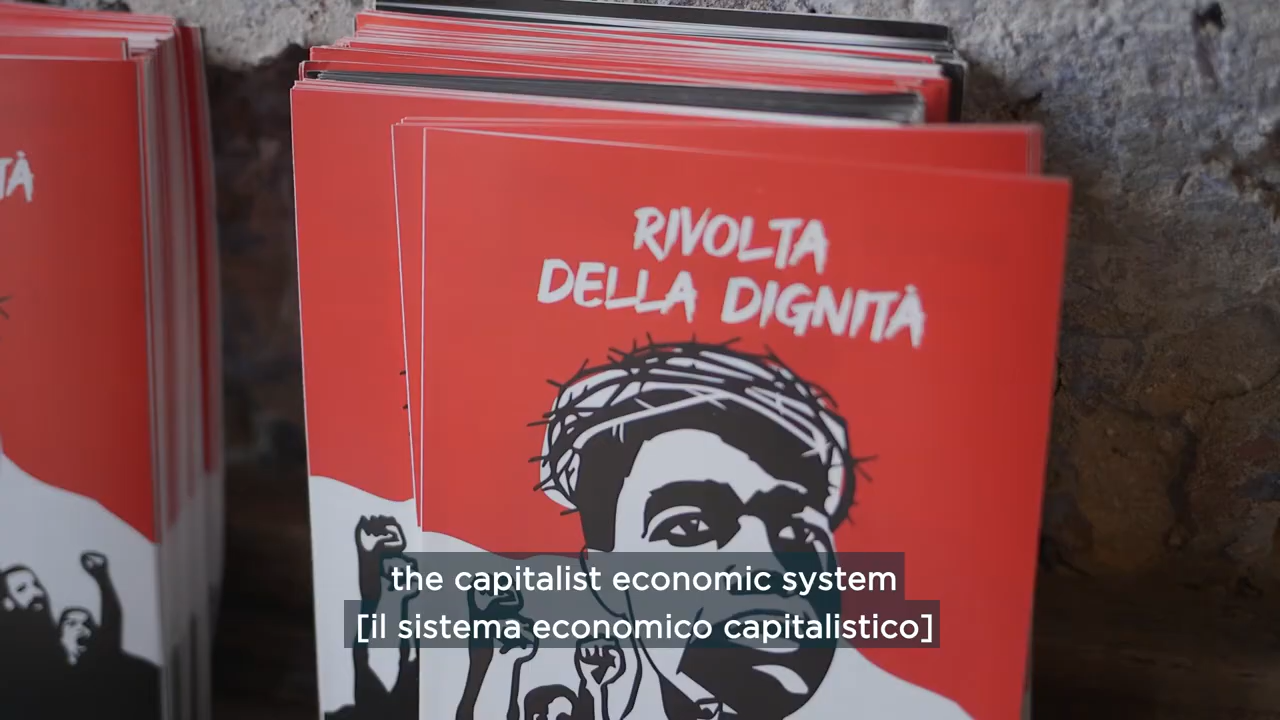 TÀ
RIVOLTA
DELLA DIGNITÀ
the capitalist economic system
[il sistema economico capitalistico]